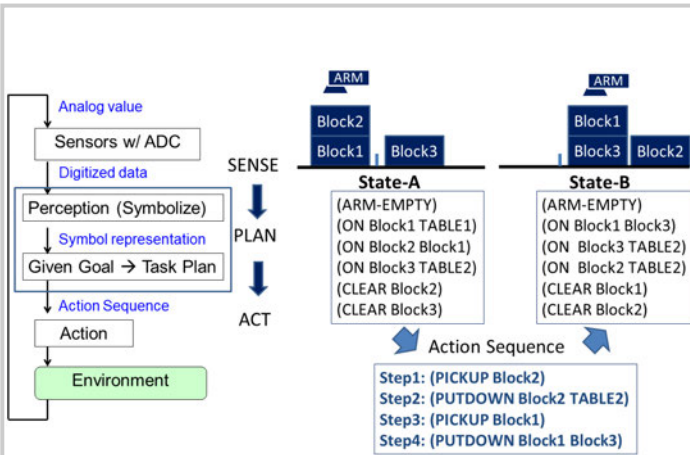 Analog value
Sensors w/ ADC
Digitized data
Perception (Symbolize)
Symbol representation
Given Goal → Task Plan
Action Sequence
Action
Environment
SENSE
PLAN
ACT
ARM
Block2
Block1
Block3
State-A
(ARM-EMPTY)
(ON Block1 TABLE1)
(ON Block2 Block1)
(ON Block3 TABLE2)
(CLEAR Block2)
(CLEAR Block3)
ARM
Block1
Block3
Block2
State-B
(ARM-EMPTY)
(ON Block1 Block3)
(ON Block3 TABLE2)
(ON Block2 TABLE2)
(CLEAR Block1)
(CLEAR Block2)
Action Sequence
Step1: (PICKUP Block2)
Step2: (PUTDOWN Block2 TABLE2)
Step3: (PICKUP Block1)
Step4: (PUTDOWN Block1 Block3)